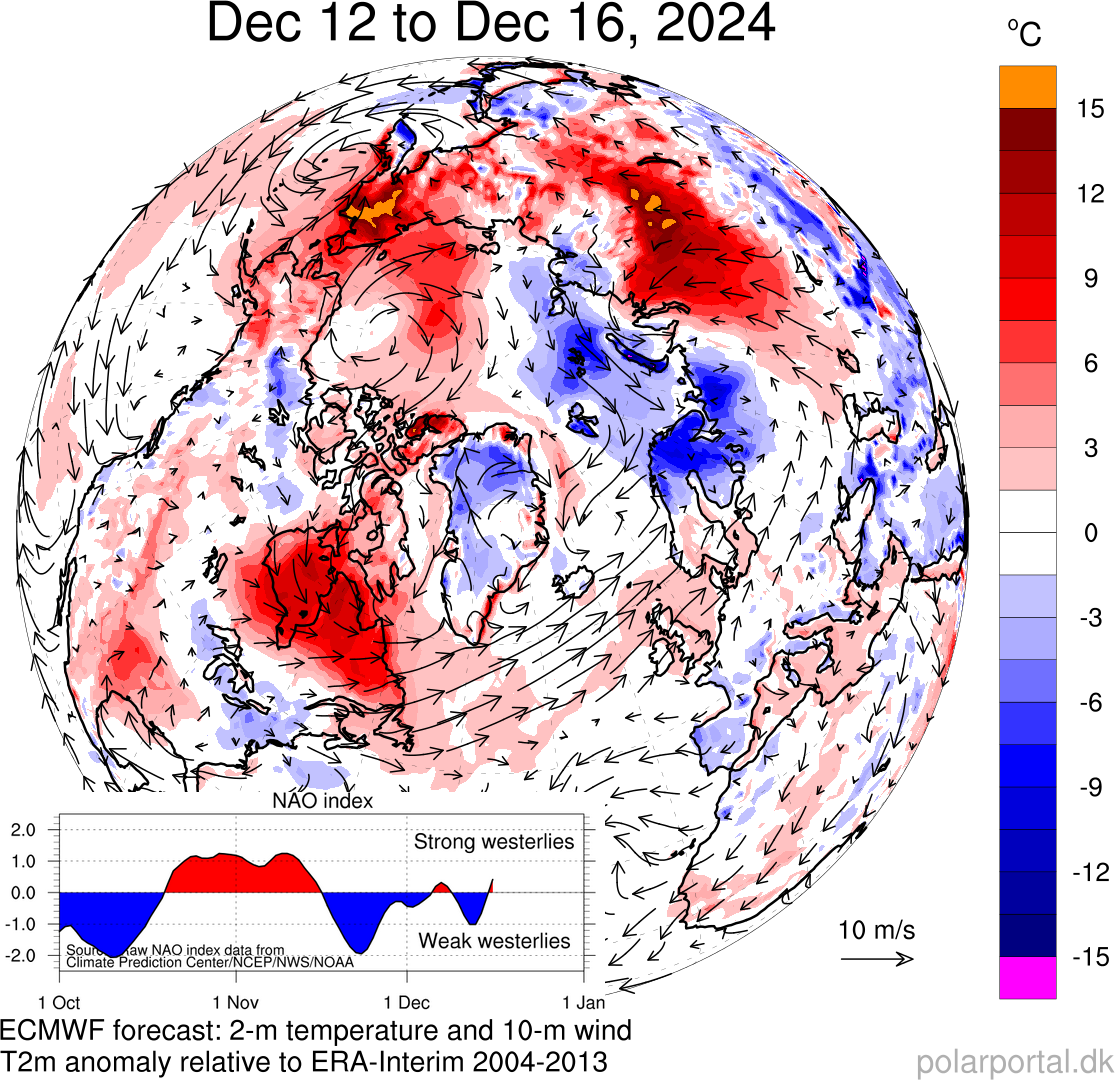 Dec 12 to Dec 16, 2024
°C
15
12
9
6
3
0
-3
-6
-9
-12
-15
10 m/s
NAO index
2.0
1.0
0.0
-1.0
-2.0
Strong westerlies
Weak westerlies
raw NAO index data from
Climate Prediction Center/NCEP/NWS/NOAA
1 Oct
1 Nov
1 Dec
1 Jan
ECMWF forecast: 2-m temperature and 10-m wind
T2m anomaly relative to ERA-Interim 2004-2013
polarportal.dk